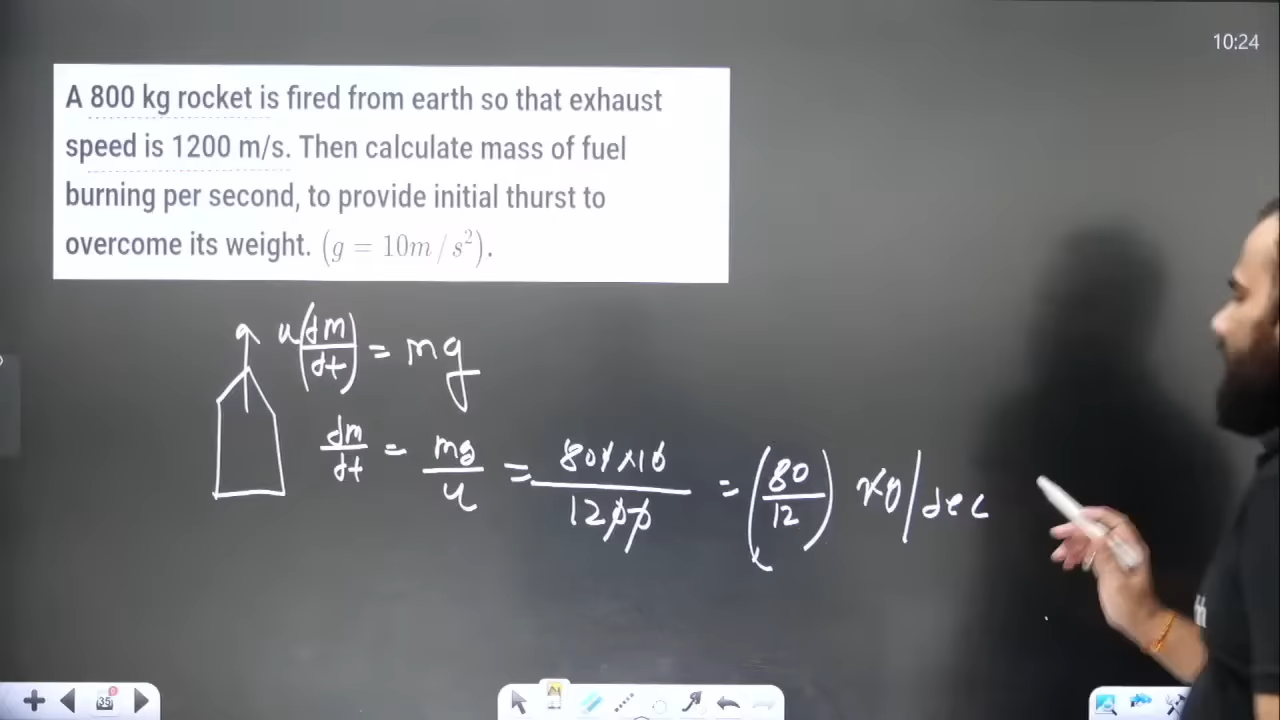 10:24
A 800 kg rocket is fired from earth so that exhaust
speed is 1200 m/s. Then calculate mass of fuel
burning per second, to provide initial thurst to
overcome its weight. (g = 10m / s²).
u(dm/dt) = mg
dm/dt = mg/u = 800×10/1200 = (80/12) kg/sec
35